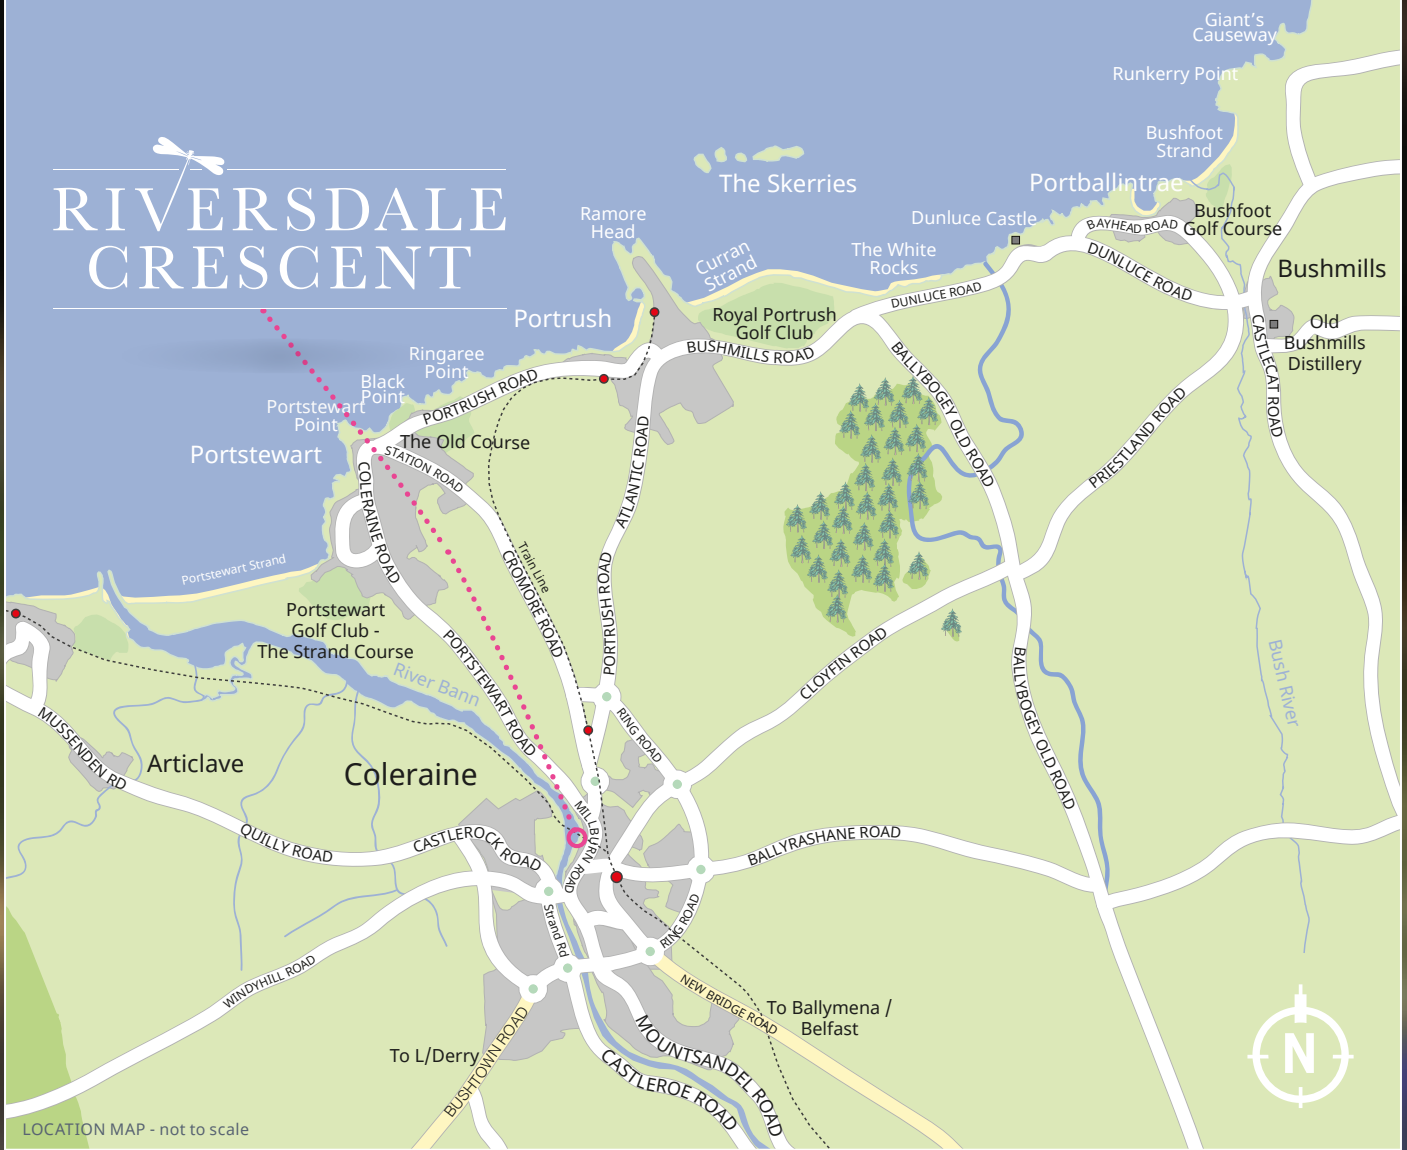 Giant's
Causeway
Runkerry Point
Bushfoot
Strand
Portballintrae
The Skerries
RIVERSDALE
CRESCENT
Ramore
Head
Curran
Strand
Dunluce Castle
The White
Rocks
BAYHEAD ROAD
Bushfoot
Golf Course
DUNLUCE ROAD
DUNLUCE ROAD
Bushmills
Old
Bushmills
Distillery
CASTLECAT ROAD
Portrush
Royal Portrush
Golf Club
BUSHMILLS ROAD
BALLYBOGEY OLD ROAD
Ringaree
Point
Black
Point
Portstewart
Point
PORTRUSH ROAD
The Old Course
Portstewart
STATION ROAD
COLERAINE ROAD
ATLANTIC ROAD
PRIESTLAND ROAD
Train Line
CROMORE ROAD
PORTRUSH ROAD
Portstewart Strand
Portstewart
Golf Club -
The Strand Course
River Bann
PORTSTEWART ROAD
RING ROAD
CLOYFIN ROAD
BALLYBOGEY OLD ROAD
Bush River
MUSSENDEN RD
Articlave
Coleraine
MILLBURN ROAD
QUILLY ROAD
CASTLEROCK ROAD
BALLYRASHANE ROAD
Strand Rd
RING ROAD
WINDYHILL ROAD
NEW BRIDGE ROAD
To Ballymena /
Belfast
To L/Derry
BUSHTOWN ROAD
MOUNTSANDEL ROAD
CASTLEROE ROAD
N
LOCATION MAP - not to scale